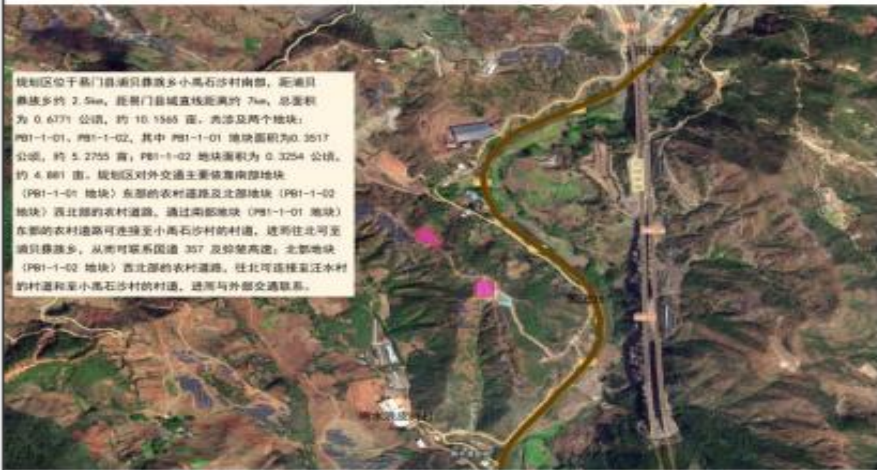 规划区位于易门县浦贝彝族乡小禹石沙村南部，距浦贝
彝族乡约 2.5km，距易门县城直线距离约 7km，总面积
为 0.6771 公顷，约 10.1565 亩。共涉及两个地块：
PB1-1-01、PB1-1-02，其中 PB1-1-01 地块面积为0.3517
公顷，约 5.2755 亩；PB1-1-02 地块面积为 0.3254 公顷，
约 4.881 亩。规划区对外交通主要依靠南部地块
（PB1-1-01 地块）东部的农村道路及北部地块（PB1-1-02
地块）西北部的农村道路，通过南部地块（PB1-1-01 地块）
东部的农村道路可连接至小禹石沙村的村道，进而往北可至
浦贝彝族乡，从而可联系国道 357 及弥楚高速；北部地块
（PB1-1-02 地块）西北部的农村道路，往北可连接至汪水村
的村道和至小禹石沙村的村道，进而与外部交通联系。